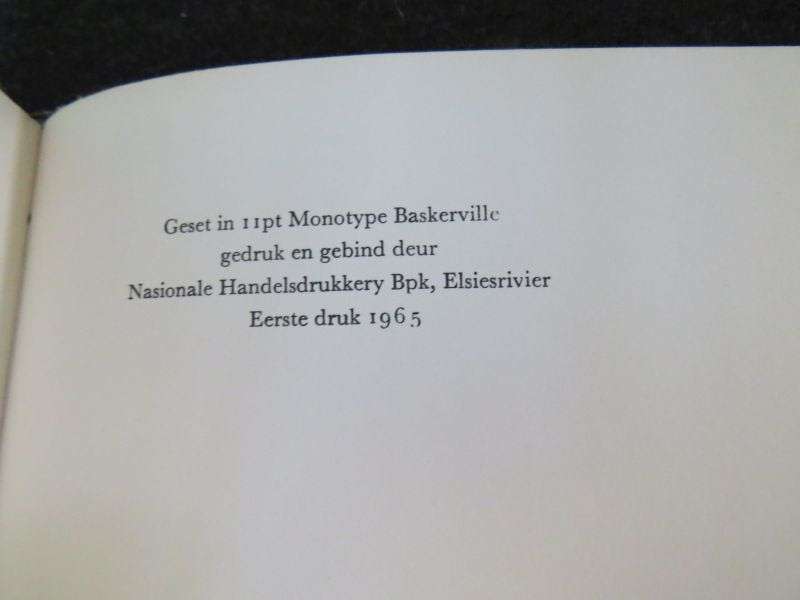 Geset in 11pt Monotype Baskerville
gedruk en gebind deur
Nasionale Handelsdrukkery Bpk, Elsiesrivier
Eerste druk 1965